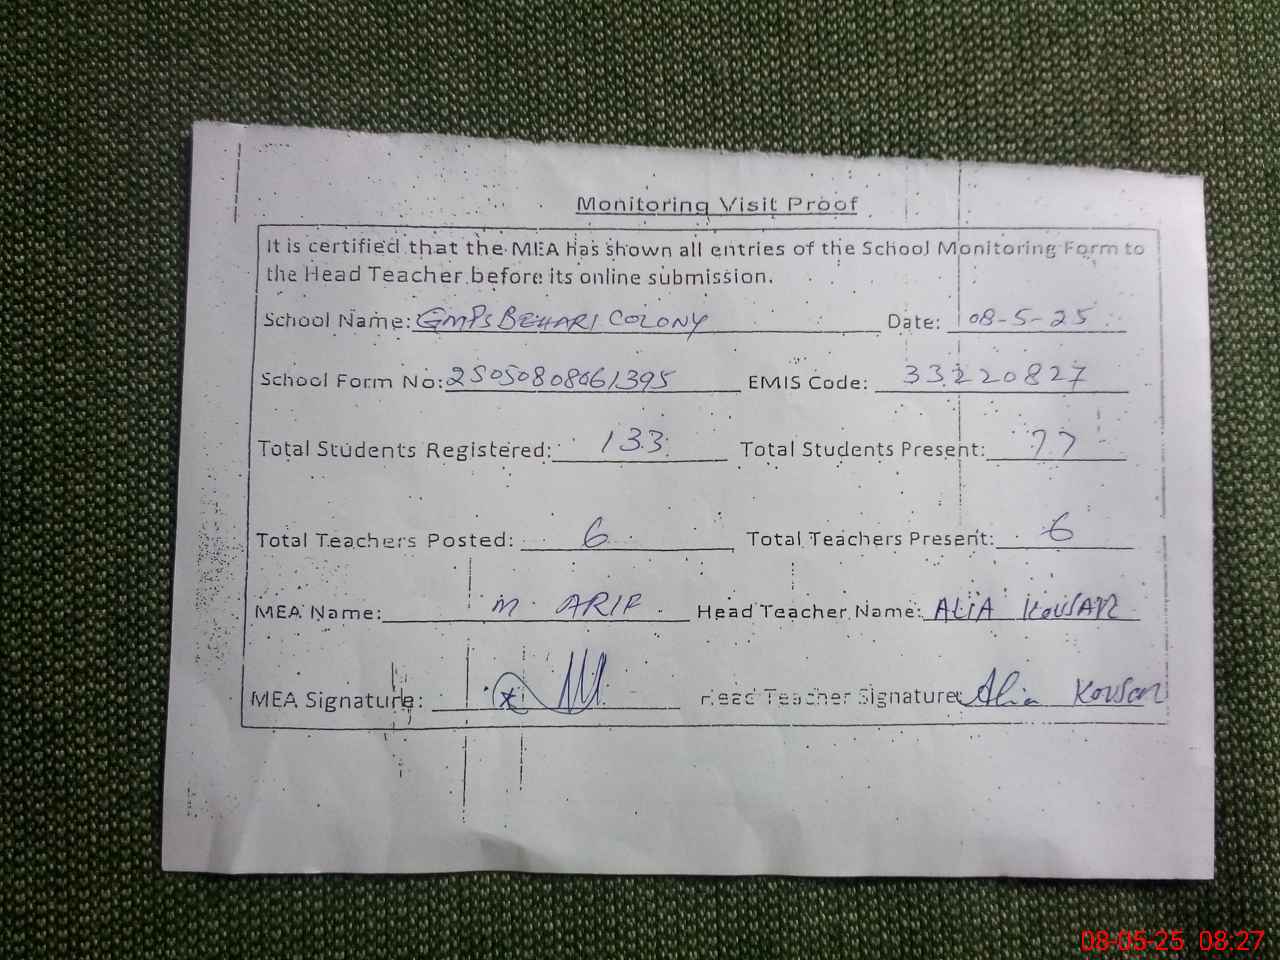 Monitoring Visit Proof
It is certified that the MEA has shown all entries of the School Monitoring Form to
the Head Teacher before its online submission.
School Name: GMPS BEHARI COLONY Date: 08-5-25
School Form No: 2505080861395 EMIS Code: 33220827
Total Students Registered: 133 Total Students Present: 77
Total Teachers Posted: 6 Total Teachers Present: 6
MEA Name: M. ARIF Head Teacher Name: ALIA KOUSAR
MEA Signature: Head Teacher Signature: Alia Kousar
08-05-25 08:27